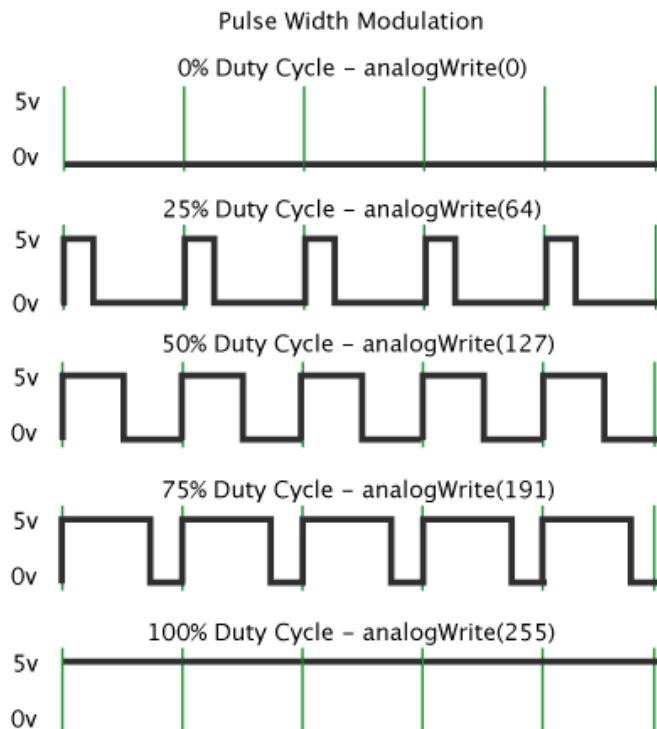 Pulse Width Modulation
0% Duty Cycle – analogWrite(0)
5v
0v
25% Duty Cycle – analogWrite(64)
5v
0v
50% Duty Cycle – analogWrite(127)
5v
0v
75% Duty Cycle – analogWrite(191)
5v
0v
100% Duty Cycle – analogWrite(255)
5v
0v